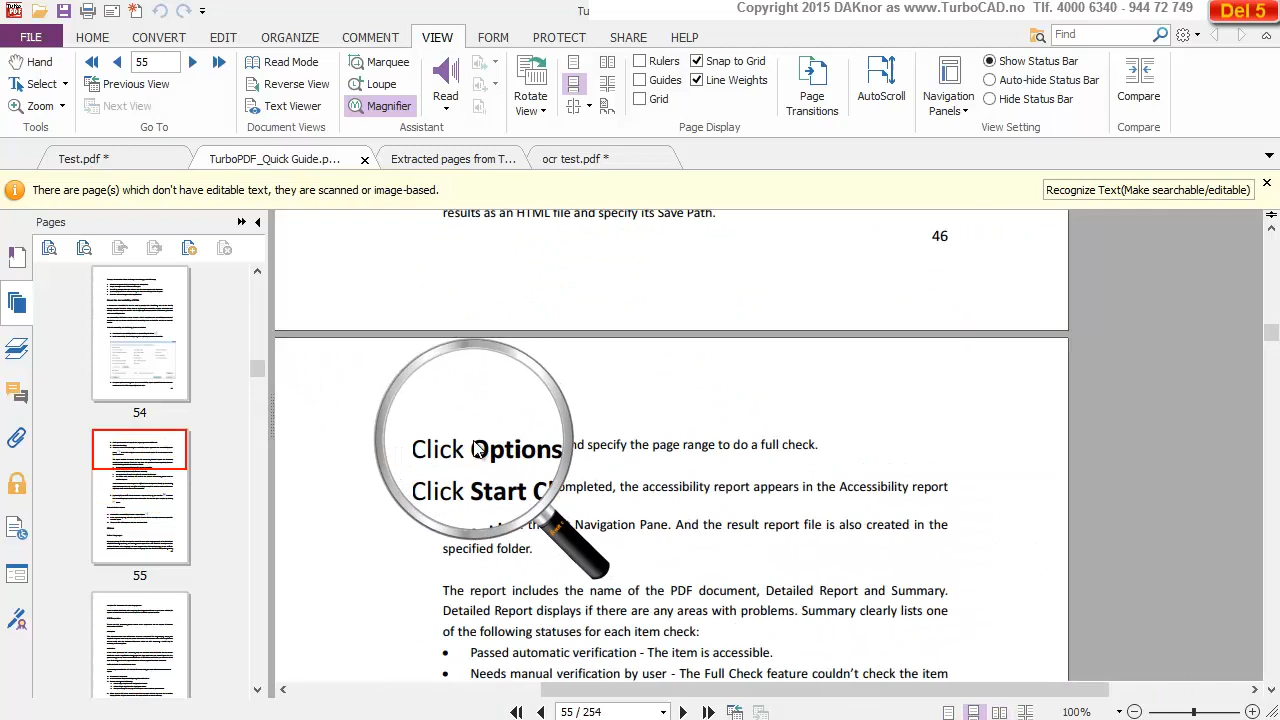 Tu
Copyright 2015 DAKnor as www.TurboCAD.no Tlf. 4000 6340 - 944 72 749
Del 5
FILE HOME CONVERT EDIT ORGANIZE COMMENT VIEW FORM PROTECT SHARE HELP Find
Hand 55 Read Mode Marquee Rulers Snap to Grid Show Status Bar
Select Previous View Reverse View Loupe Guides Line Weights Auto-hide Status Bar
Zoom Next View Text Viewer Magnifier Grid Hide Status Bar
Read Rotate View Page Transitions AutoScroll Navigation Panels Compare
Tools Go To Document Views Assistant Page Display View Setting Compare
Test.pdf * TurboPDF_Quick Guide.p... Extracted pages from T... ocr test.pdf *
There are page(s) which don't have editable text, they are scanned or image-based. Recognize Text(Make searchable/editable)
Pages
54
55
results as an HTML file and specify its Save Path.
46
Click Options nd specify the page range to do a full check.
Click Start ompleted, the accessibility report appears in the Accessibility report
Navigation Pane. And the result report file is also created in the
specified folder.
The report includes the name of the PDF document, Detailed Report and Summary.
Detailed Report displays if there are any areas with problems. Summary clearly lists one
of the following statuses for each item check:
• Passed automatic verification - The item is accessible.
• Needs manual verification by user - The Full Check feature couldn't check the item
55 / 254 100%